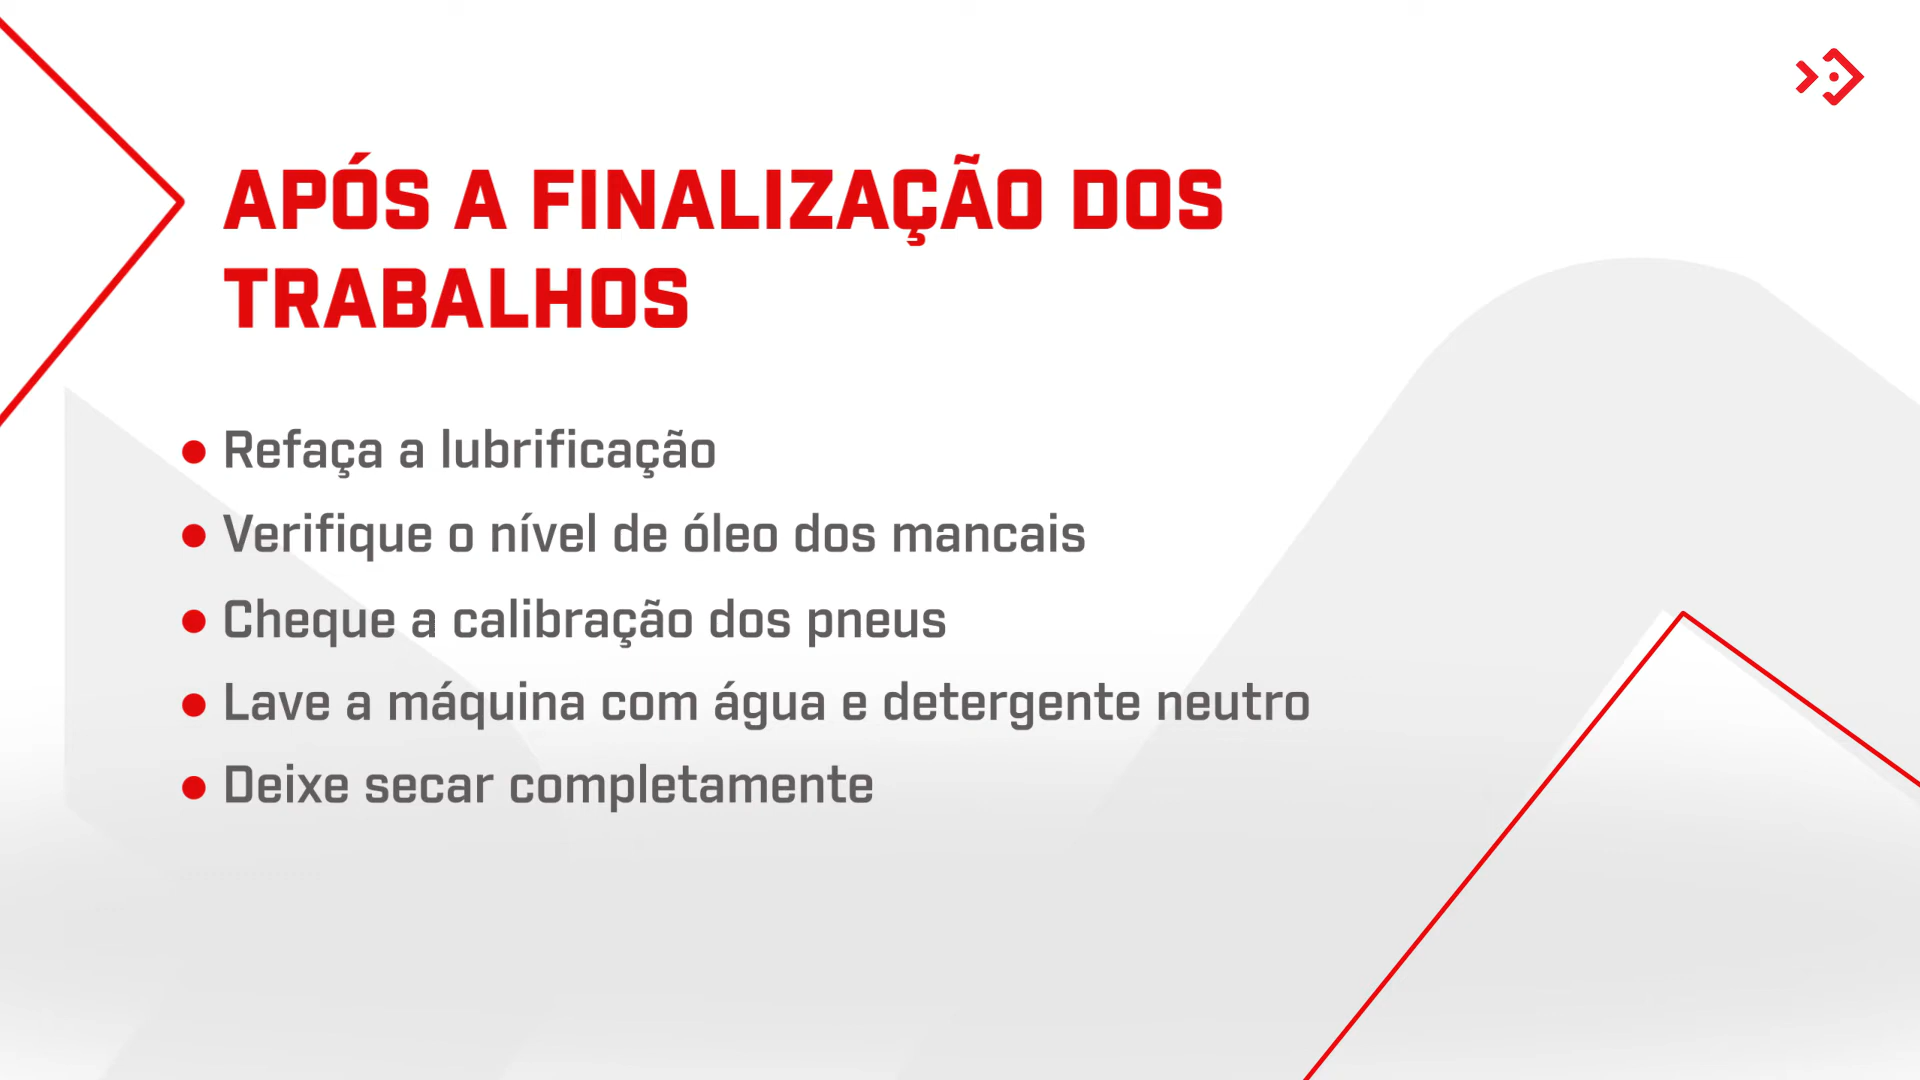 APÓS A FINALIZAÇÃO DOS
TRABALHOS
Refaça a lubrificação
Verifique o nível de óleo dos mancais
Cheque a calibração dos pneus
Lave a máquina com água e detergente neutro
Deixe secar completamente